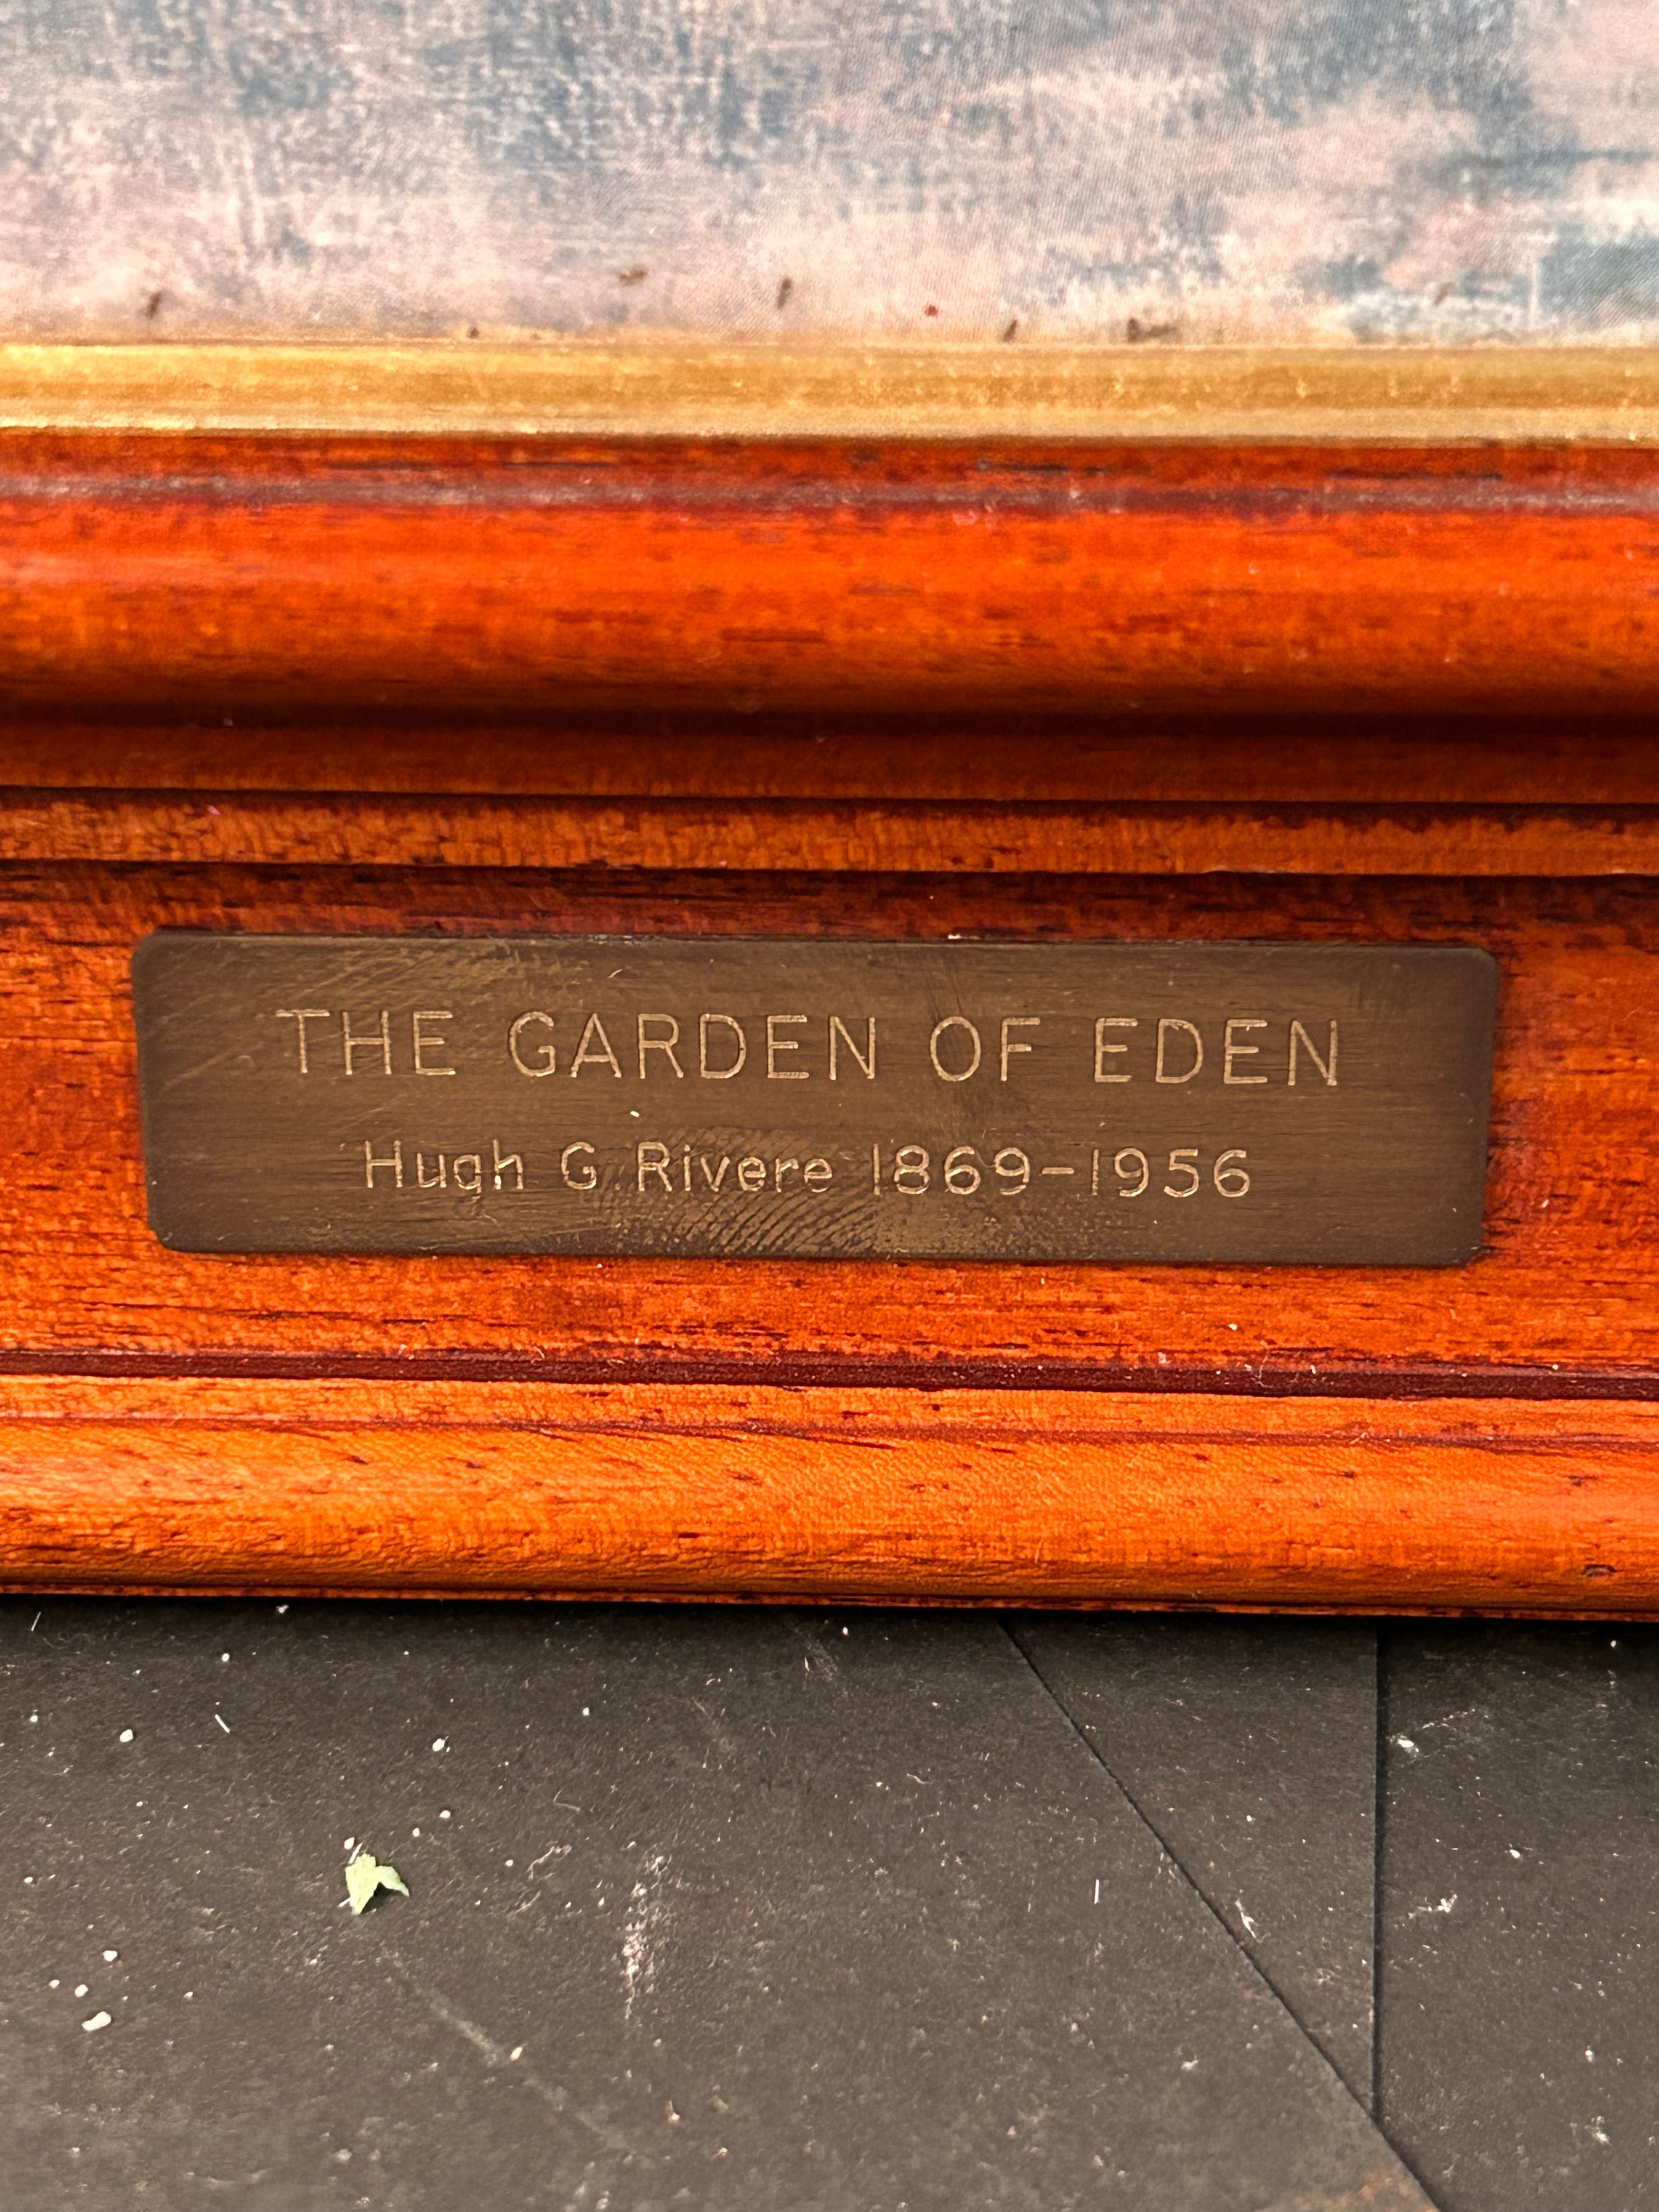 THE GARDEN OF EDEN
Hugh G Rivere 1869-1956